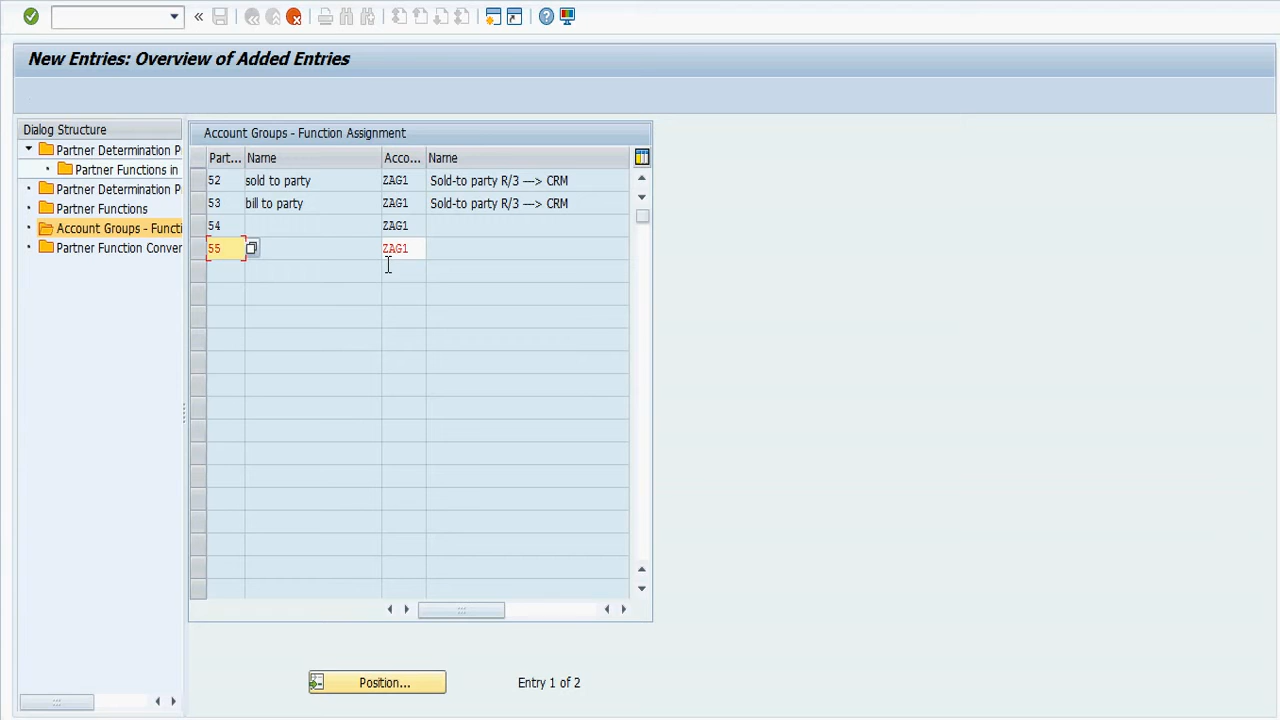 New Entries: Overview of Added Entries
Dialog Structure
Partner Determination P
Partner Functions in
Partner Determination P
Partner Functions
Account Groups - Functi
Partner Function Conver
Account Groups - Function Assignment
Part... Name Acco... Name
52 sold to party ZAG1 Sold-to party R/3 ---> CRM
53 bill to party ZAG1 Sold-to party R/3 ---> CRM
54 ZAG1
55 ZAG1
Position... Entry 1 of 2